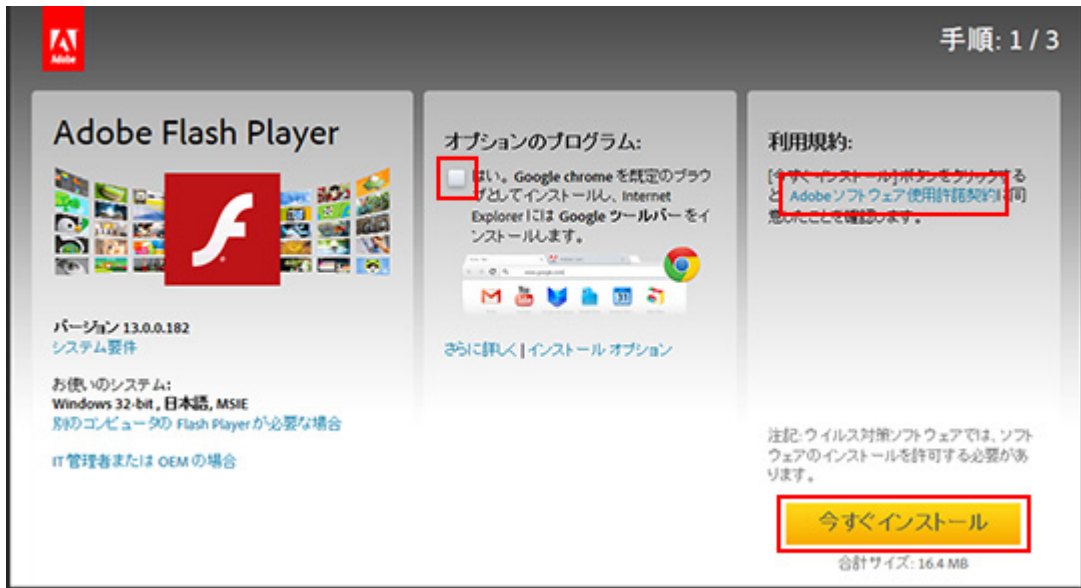 Adobe
手順: 1 / 3
Adobe Flash Player
バージョン 13.0.0.182
システム要件
お使いのシステム:
Windows 32-bit , 日本語, MSIE
別のコンピュータの Flash Player が必要な場合
IT 管理者または OEM の場合
オプションのプログラム:
はい。Google chrome を既定のブラウ
ザとしてインストールし、Internet
Explorer には Google ツールバー をイ
ンストールします。
www.google.com
You
31
さらに詳しく | インストール オプション
利用規約:
[今すぐインストール]ボタンをクリックする
と、Adobe ソフトウェア使用許諾契約に同
意したことを確認します。
注記: ウイルス対策ソフトウェアでは、ソフト
ウェアのインストールを許可する必要があ
ります。
今すぐインストール
合計サイズ: 16.4 MB